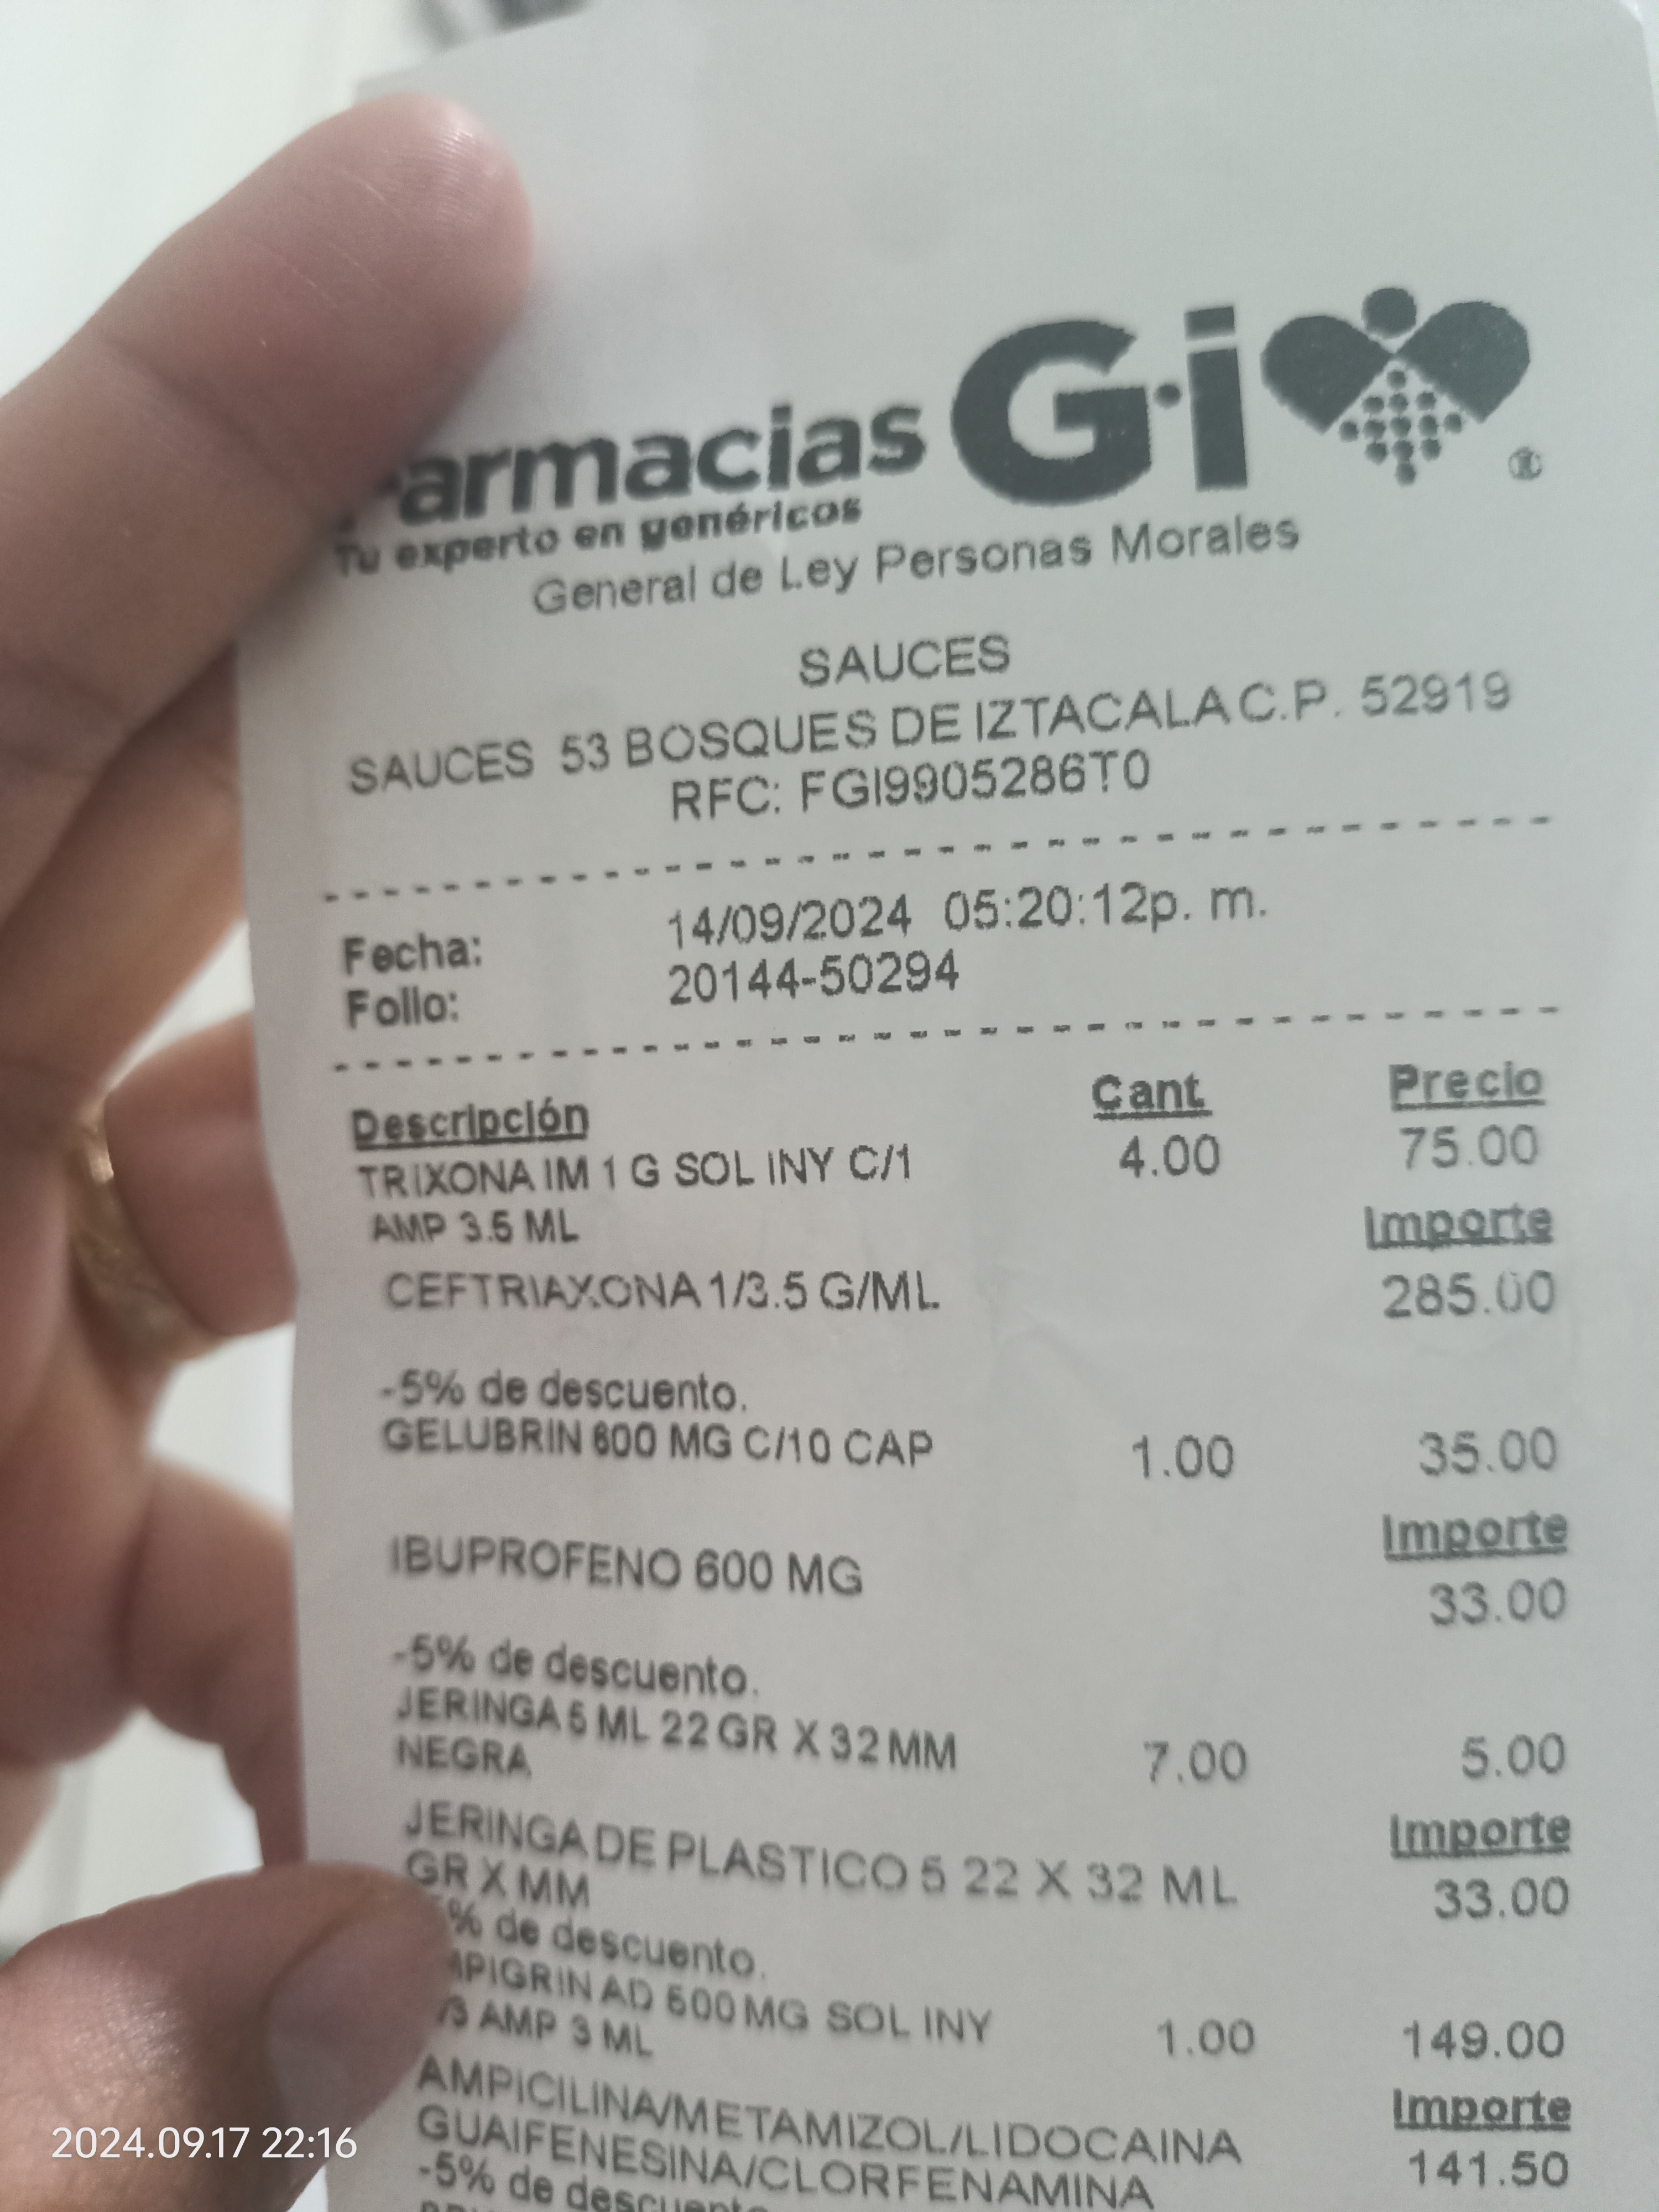 Farmacias G·i ®
Tu experto en genéricos
General de Ley Personas Morales
SAUCES
SAUCES 53 BOSQUES DE IZTACALA C.P. 52919
RFC: FGI9905286T0
Fecha: 14/09/2024 05:20:12p. m.
Folio: 20144-50294
Descripción Cant Precio
TRIXONA IM 1 G SOL INY C/1 4.00 75.00
AMP 3.5 ML Importe
CEFTRIAXONA 1/3.5 G/ML 285.00
-5% de descuento.
GELUBRIN 600 MG C/10 CAP 1.00 35.00
Importe
IBUPROFENO 600 MG 33.00
-5% de descuento.
JERINGA 5 ML 22 GR X 32 MM
NEGRA 7.00 5.00
Importe
JERINGA DE PLASTICO 5 22 X 32 ML
GR X MM 33.00
% de descuento.
PIGRIN AD 500 MG SOL INY
/3 AMP 3 ML 1.00 149.00
Importe
AMPICILINA/METAMIZOL/LIDOCAINA
GUAIFENESINA/CLORFENAMINA 141.50
-5% de descuento
2024.09.17 22:16